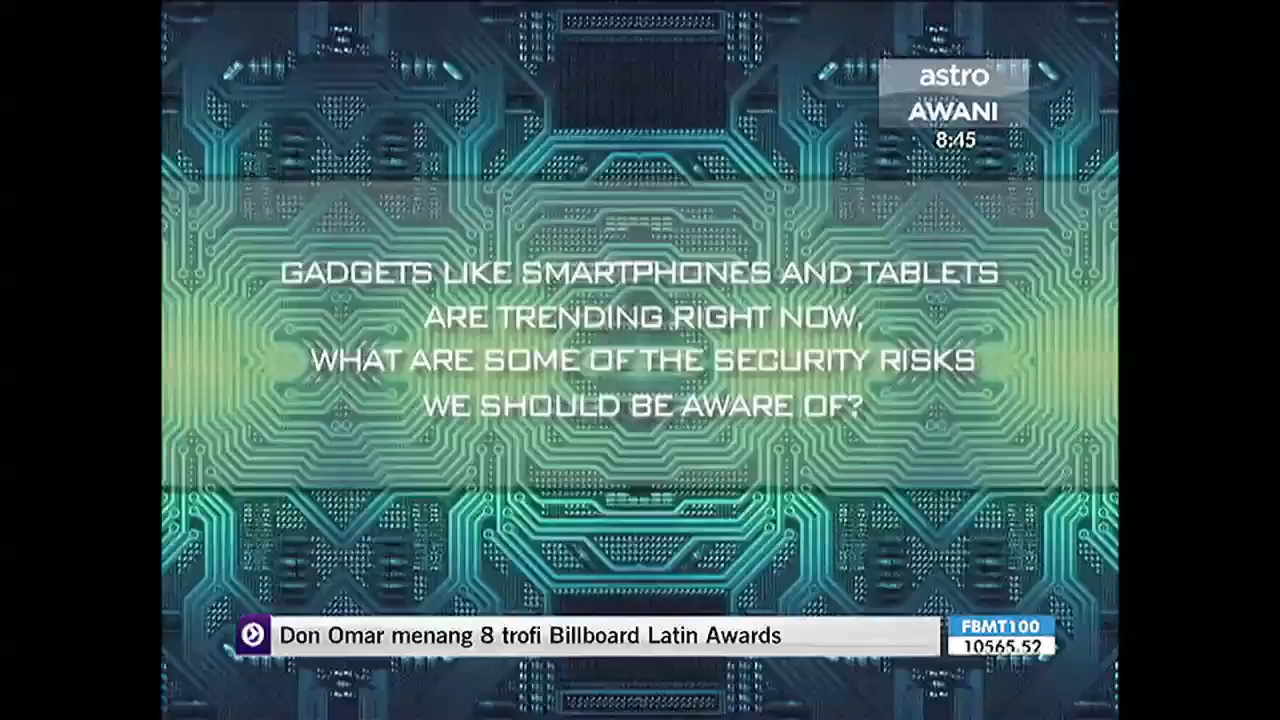 astro
AWANI
8:45
GADGETS LIKE SMARTPHONES AND TABLETS
ARE TRENDING RIGHT NOW,
WHAT ARE SOME OF THE SECURITY RISKS
WE SHOULD BE AWARE OF?
Don Omar menang 8 trofi Billboard Latin Awards
FBMT100
10565.52